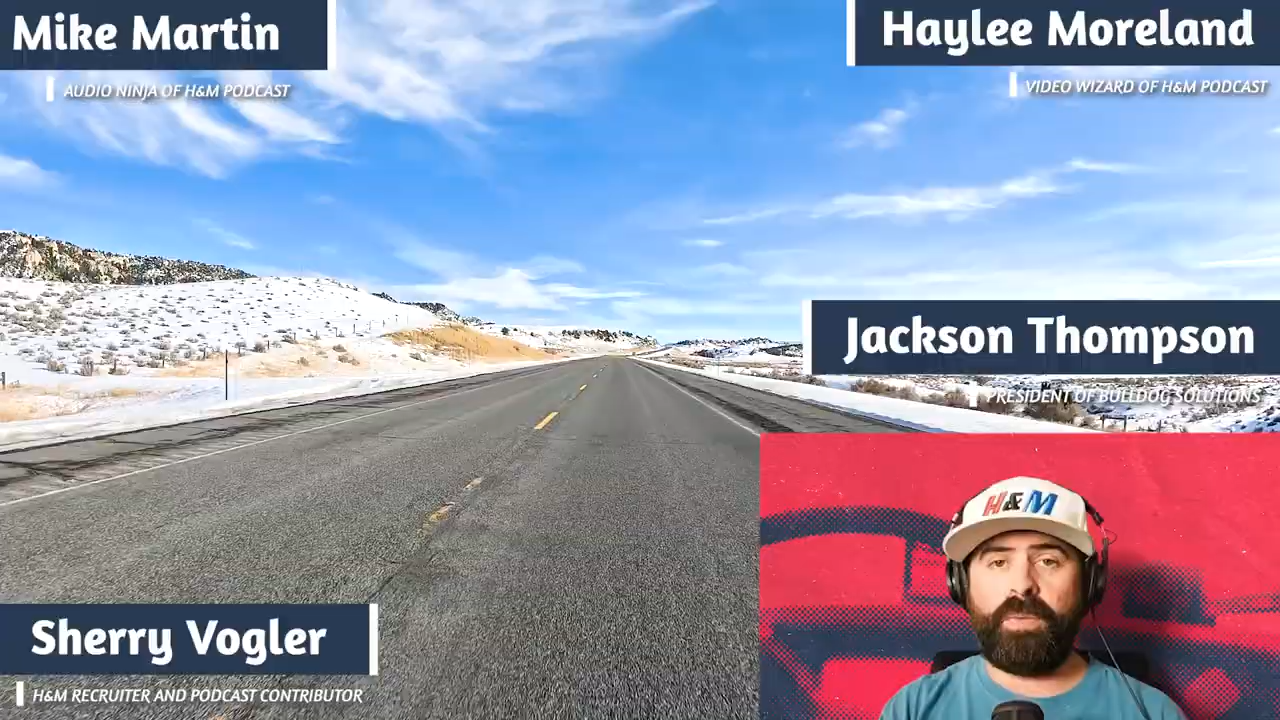 Mike Martin
AUDIO NINJA OF H&M PODCAST
Haylee Moreland
VIDEO WIZARD OF H&M PODCAST
Jackson Thompson
PRESIDENT OF BULLDOG SOLUTIONS
H&M
Sherry Vogler
H&M RECRUITER AND PODCAST CONTRIBUTOR